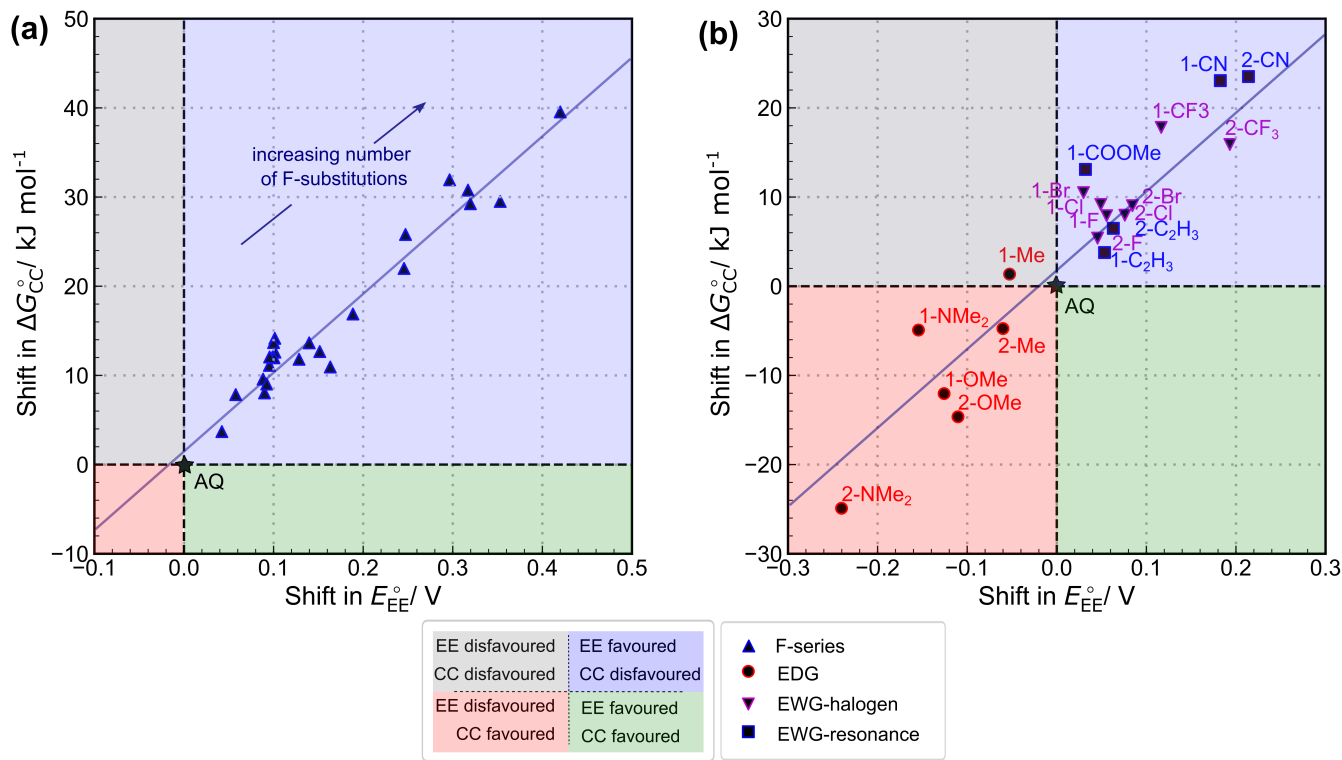 (a)
50
40
30
20
10
0
−10
−0.1
0.0
0.1
0.2
0.3
0.4
0.5
Shift in ΔG°CC/ kJ mol⁻¹
Shift in E°EE/ V
increasing number
of F-substitutions
AQ
(b)
30
20
10
0
−10
−20
−30
−0.3
−0.2
−0.1
0.0
0.1
0.2
0.3
Shift in ΔG°CC/ kJ mol⁻¹
Shift in E°EE/ V
1-CN
2-CN
1-CF3
2-CF₃
1-COOMe
1-Br
2-Br
1-Cl
2-Cl
1-F
2-C₂H₃
2-F
1-C₂H₃
1-Me
AQ
1-NMe₂
2-Me
1-OMe
2-OMe
2-NMe₂
EE disfavoured
EE favoured
CC disfavoured
CC disfavoured
EE disfavoured
EE favoured
CC favoured
CC favoured
F-series
EDG
EWG-halogen
EWG-resonance